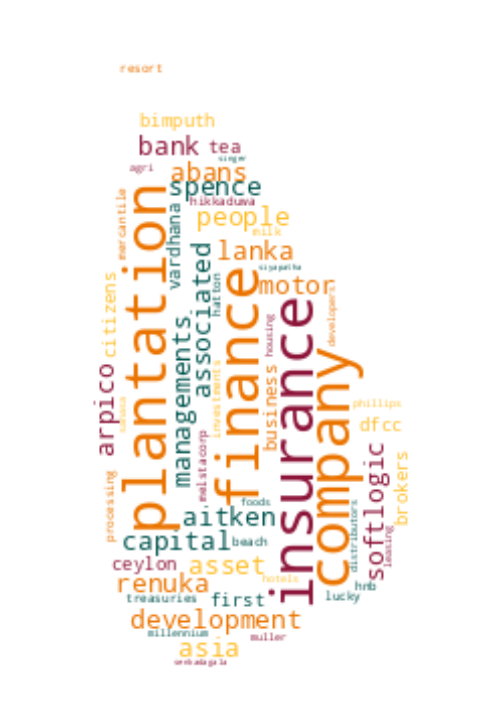 resort
bimputh
bank
tea
singer
agri
abans
spence
hikkaduwa
mercantile
plantation
vardhana
people
milk
lanka
associated
finance
siyapatha
motor
hatton
citizens
developers
insurance
housing
managements
company
arpico
investments
business
phillips
dfcc
melstacorp
softlogic
brokers
processing
foods
aitken
distributors
leasing
capital
beach
ceylon
asset
hotels
renuka
hnb
treasuries
first
lucky
development
millennium
muller
asia
senkadagala